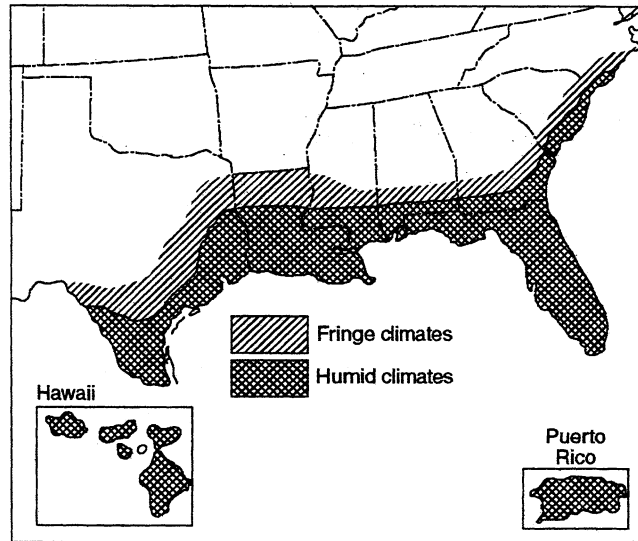 Fringe climates
Humid climates
Hawaii
Puerto
Rico